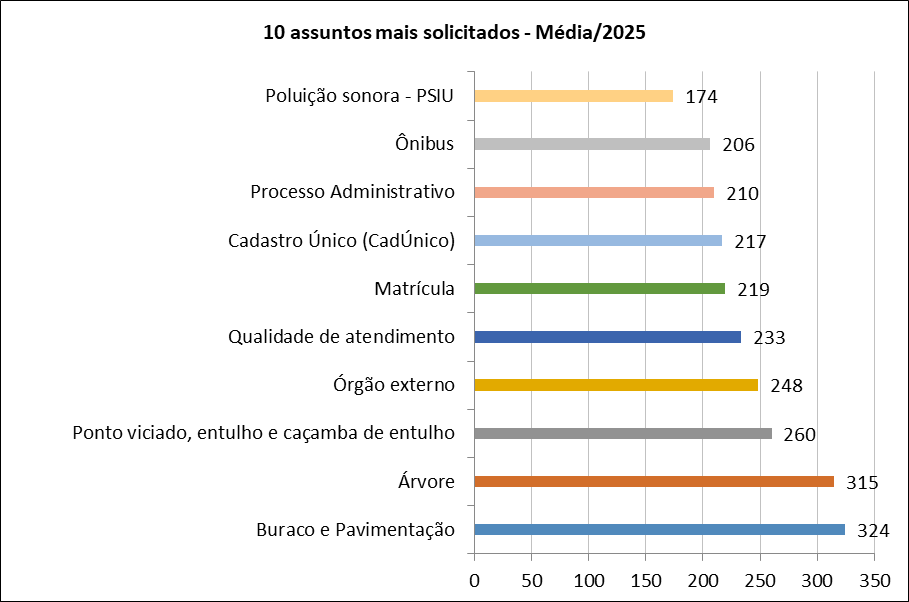 10 assuntos mais solicitados - Média/2025
Poluição sonora - PSIU 174
Ônibus 206
Processo Administrativo 210
Cadastro Único (CadÚnico) 217
Matrícula 219
Qualidade de atendimento 233
Órgão externo 248
Ponto viciado, entulho e caçamba de entulho 260
Árvore 315
Buraco e Pavimentação 324
0 50 100 150 200 250 300 350